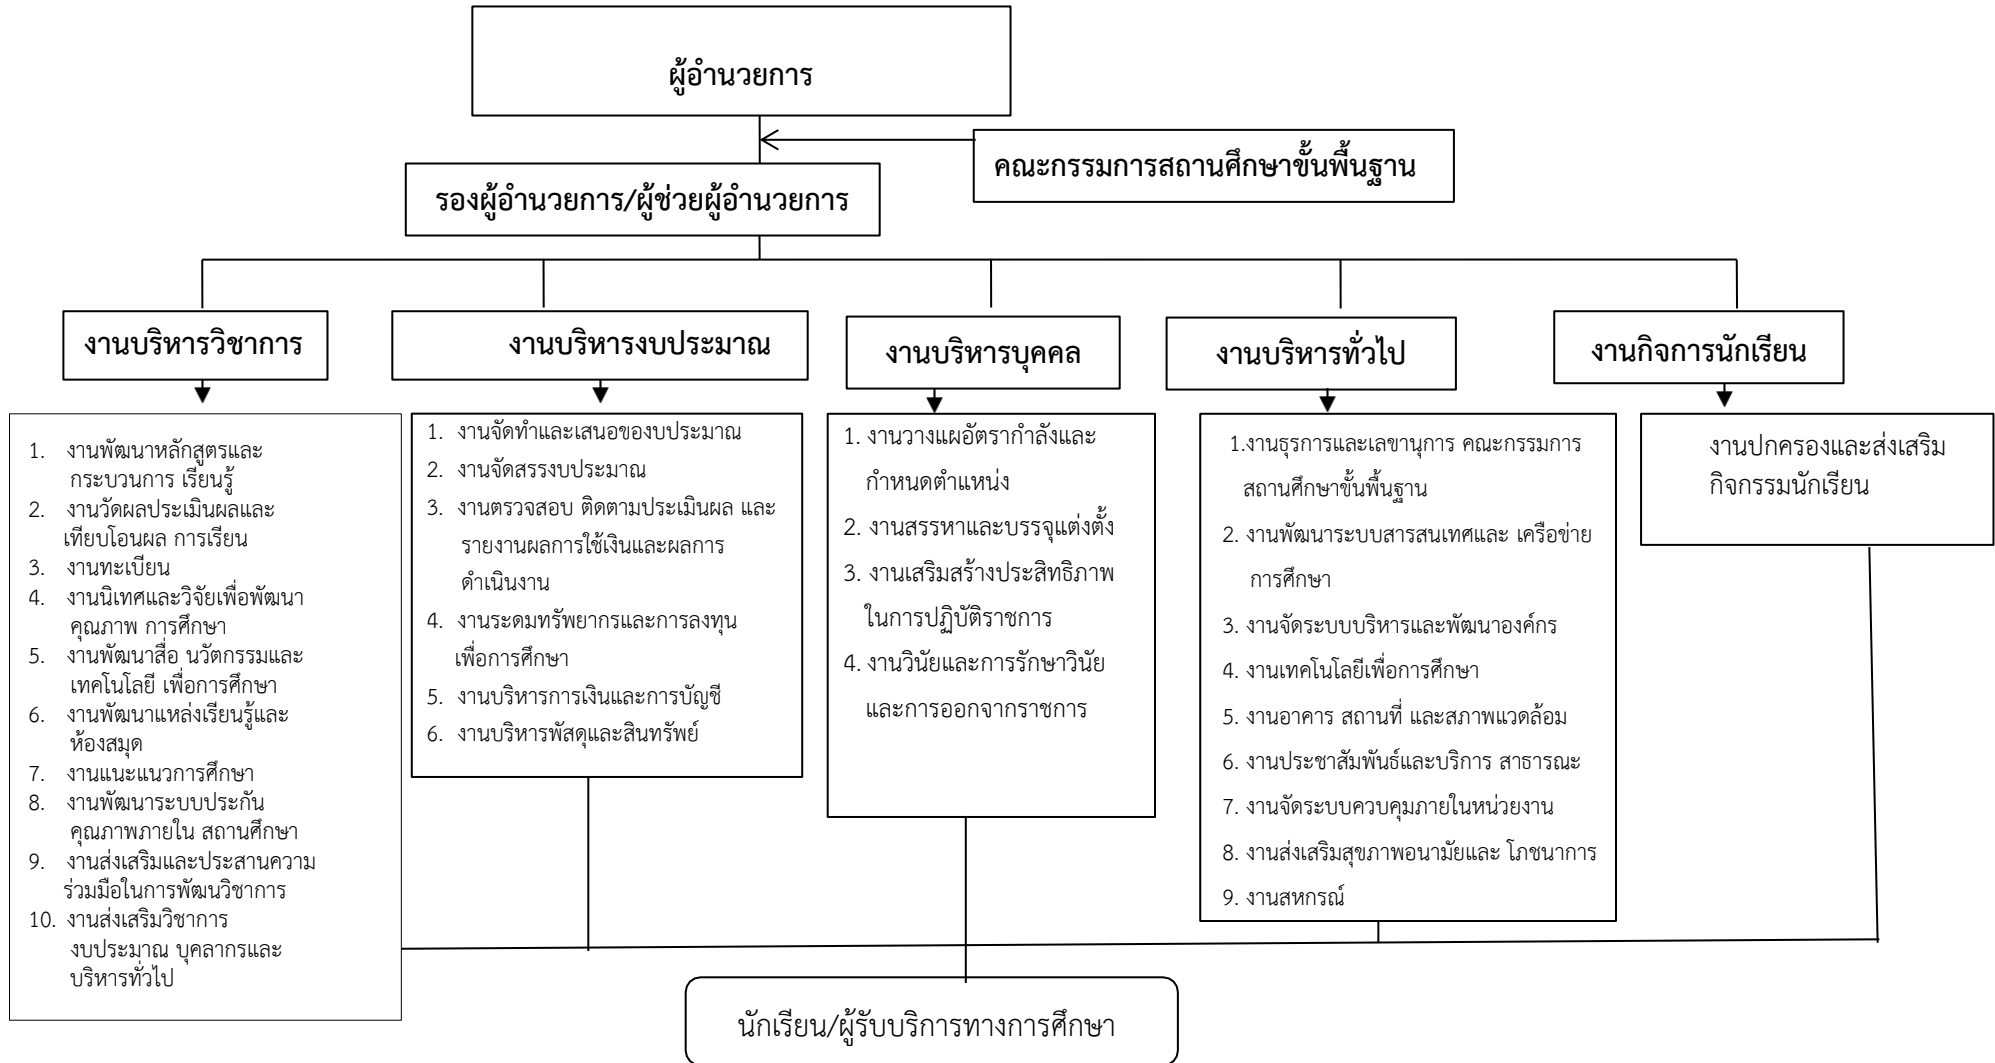 ผู้อำนวยการ
คณะกรรมการสถานศึกษาขั้นพื้นฐาน
รองผู้อำนวยการ/ผู้ช่วยผู้อำนวยการ
งานบริหารวิชาการ
งานบริหารงบประมาณ
งานบริหารบุคคล
งานบริหารทั่วไป
งานกิจการนักเรียน
1. งานพัฒนาหลักสูตรและ
กระบวนการ เรียนรู้
2. งานวัดผลประเมินผลและ
เทียบโอนผล การเรียน
3. งานทะเบียน
4. งานนิเทศและวิจัยเพื่อพัฒนา
คุณภาพ การศึกษา
5. งานพัฒนาสื่อ นวัตกรรมและ
เทคโนโลยี เพื่อการศึกษา
6. งานพัฒนาแหล่งเรียนรู้และ
ห้องสมุด
7. งานแนะแนวการศึกษา
8. งานพัฒนาระบบประกัน
คุณภาพภายใน สถานศึกษา
9. งานส่งเสริมและประสานความ
ร่วมมือในการพัฒนวิชาการ
10. งานส่งเสริมวิชาการ
งบประมาณ บุคลากรและ
บริหารทั่วไป
1. งานจัดทำและเสนอของบประมาณ
2. งานจัดสรรงบประมาณ
3. งานตรวจสอบ ติดตามประเมินผล และ
รายงานผลการใช้เงินและผลการ
ดำเนินงาน
4. งานระดมทรัพยากรและการลงทุน
เพื่อการศึกษา
5. งานบริหารการเงินและการบัญชี
6. งานบริหารพัสดุและสินทรัพย์
1. งานวางแผอัตรากำลังและ
กำหนดตำแหน่ง
2. งานสรรหาและบรรจุแต่งตั้ง
3. งานเสริมสร้างประสิทธิภาพ
ในการปฏิบัติราชการ
4. งานวินัยและการรักษาวินัย
และการออกจากราชการ
1.งานธุรการและเลขานุการ คณะกรรมการ
สถานศึกษาขั้นพื้นฐาน
2. งานพัฒนาระบบสารสนเทศและ เครือข่าย
การศึกษา
3. งานจัดระบบบริหารและพัฒนาองค์กร
4. งานเทคโนโลยีเพื่อการศึกษา
5. งานอาคาร สถานที่ และสภาพแวดล้อม
6. งานประชาสัมพันธ์และบริการ สาธารณะ
7. งานจัดระบบควบคุมภายในหน่วยงาน
8. งานส่งเสริมสุขภาพอนามัยและ โภชนาการ
9. งานสหกรณ์
งานปกครองและส่งเสริม
กิจกรรมนักเรียน
นักเรียน/ผู้รับบริการทางการศึกษา